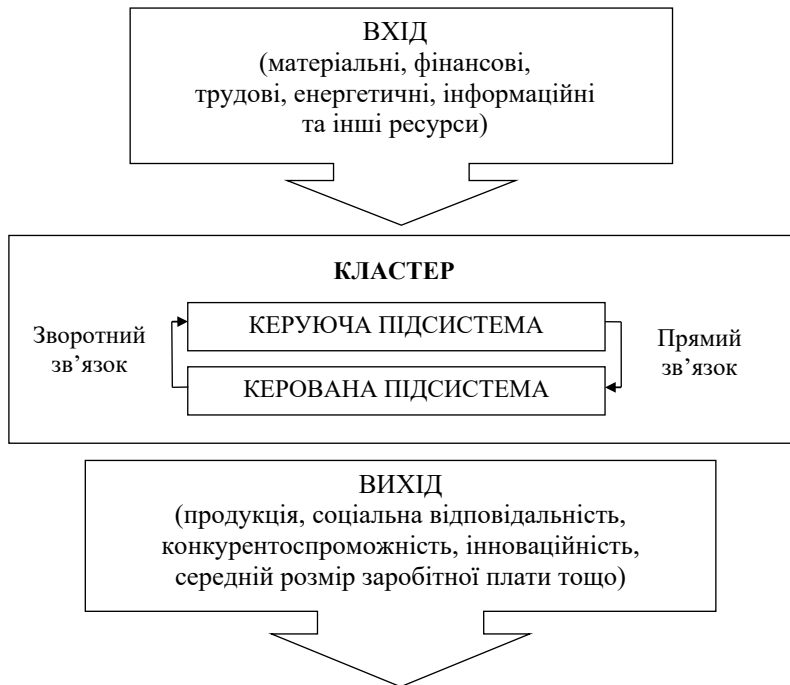 ВХІД
(матеріальні, фінансові,
трудові, енергетичні, інформаційні
та інші ресурси)
КЛАСТЕР
Зворотний
зв’язок
КЕРУЮЧА ПІДСИСТЕМА
КЕРОВАНА ПІДСИСТЕМА
Прямий
зв’язок
ВИХІД
(продукція, соціальна відповідальність,
конкурентоспроможність, інноваційність,
середній розмір заробітної плати тощо)